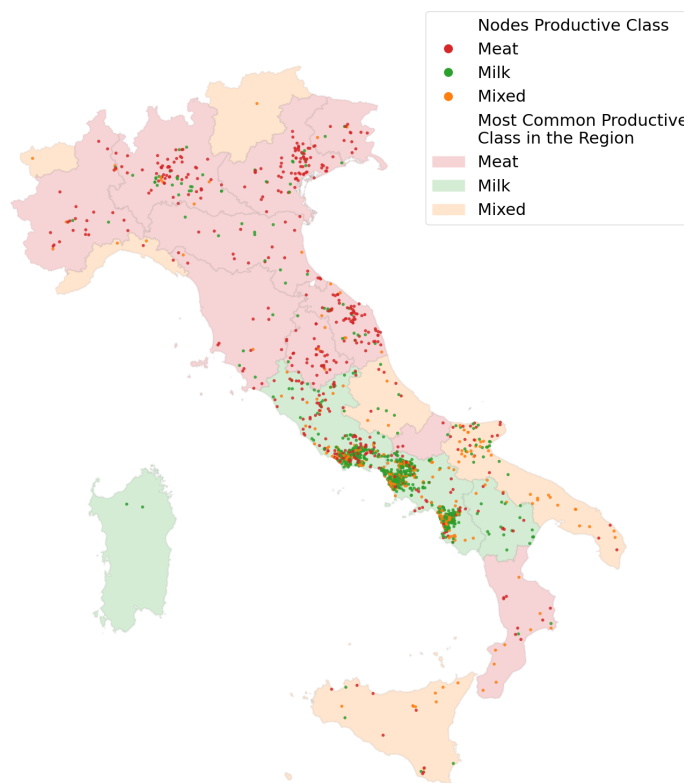 Nodes Productive Class
Meat
Milk
Mixed
Most Common Productive
Class in the Region
Meat
Milk
Mixed